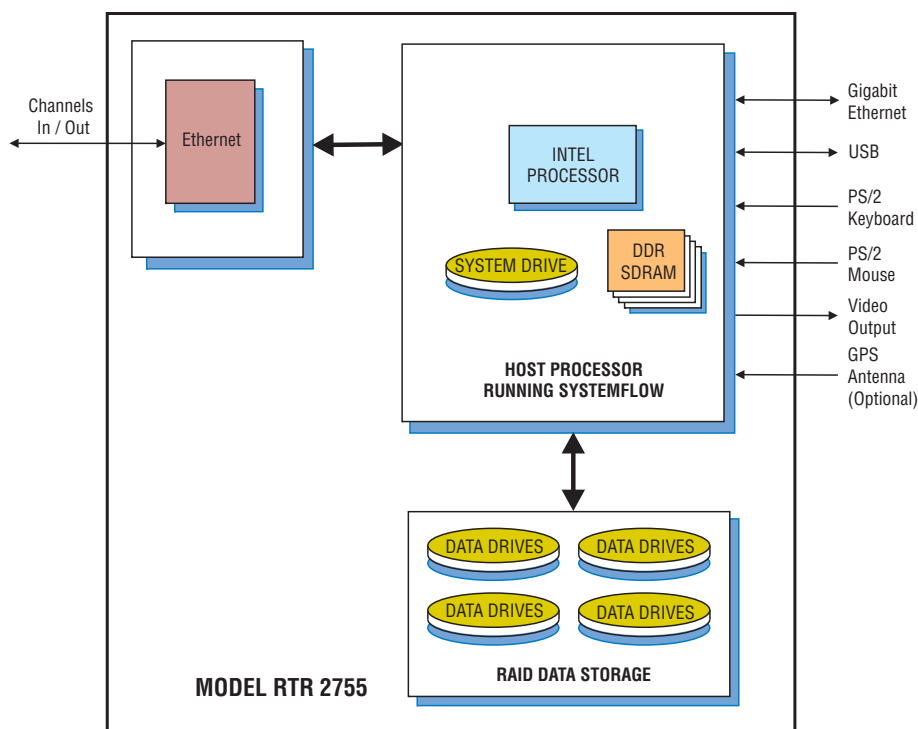 Channels
In / Out
Ethernet
INTEL
PROCESSOR
SYSTEM DRIVE
DDR
SDRAM
HOST PROCESSOR
RUNNING SYSTEMFLOW
Gigabit
Ethernet
USB
PS/2
Keyboard
PS/2
Mouse
Video
Output
GPS
Antenna
(Optional)
DATA DRIVES
DATA DRIVES
DATA DRIVES
DATA DRIVES
RAID DATA STORAGE
MODEL RTR 2755